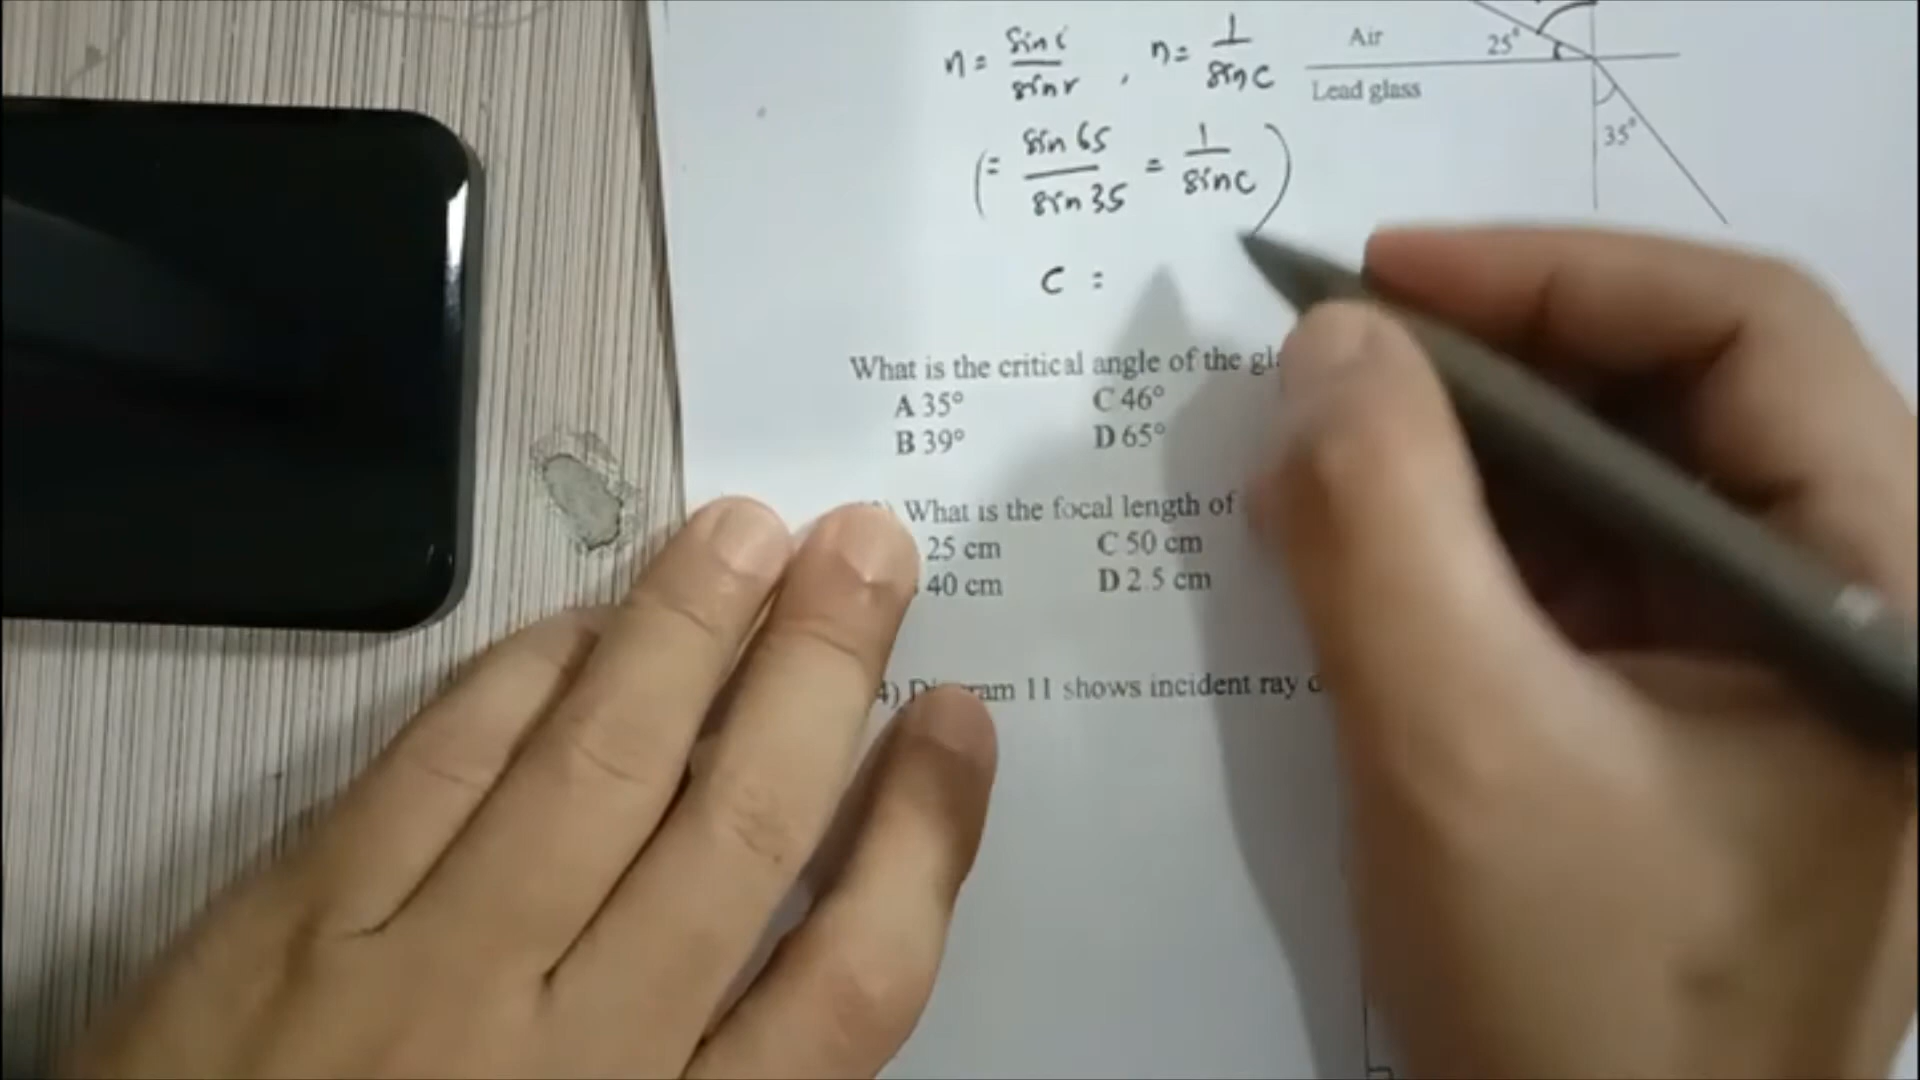 n = sin i / sin r , n = 1 / sin c
Air
25°
Lead glass
35°
( = sin 65 / sin 35 = 1 / sin c )
c =
What is the critical angle of the
A 35° C 46°
B 39° D 65°
What is the focal length of
25 cm C 50 cm
40 cm D 2.5 cm
4) 11 shows incident ray